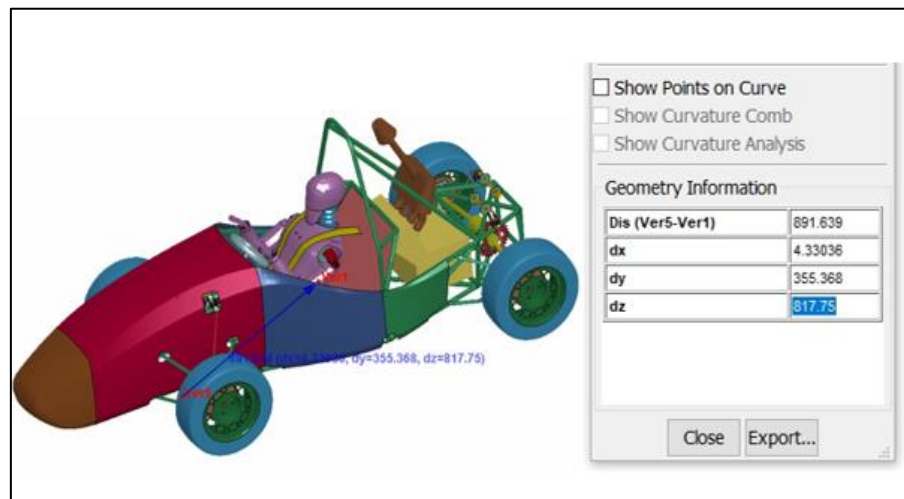 Show Points on Curve
Show Curvature Comb
Show Curvature Analysis
Geometry Information
Dis (Ver5-Ver1) 891.639
dx 4.33036
dy 355.368
dz 817.75
Ver1
dy=355.368, dz=817.75)
Close Export...